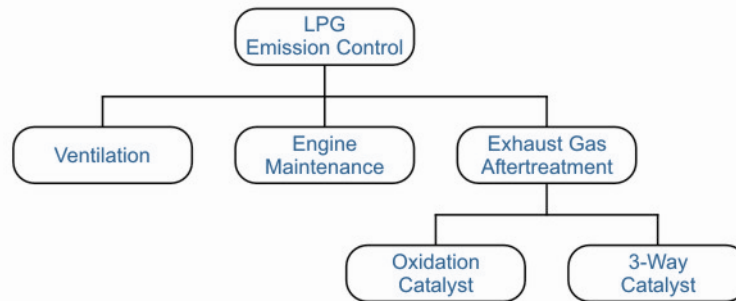 LPG
Emission Control
Ventilation
Engine
Maintenance
Exhaust Gas
Aftertreatment
Oxidation
Catalyst
3-Way
Catalyst